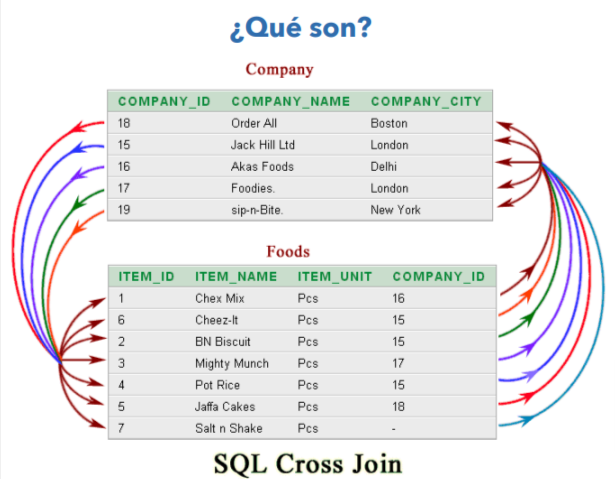 ¿Qué son?
Company
COMPANY_ID COMPANY_NAME COMPANY_CITY
18 Order All Boston
15 Jack Hill Ltd London
16 Akas Foods Delhi
17 Foodies. London
19 sip-n-Bite. New York
Foods
ITEM_ID ITEM_NAME ITEM_UNIT COMPANY_ID
1 Chex Mix Pcs 16
6 Cheez-It Pcs 15
2 BN Biscuit Pcs 15
3 Mighty Munch Pcs 17
4 Pot Rice Pcs 15
5 Jaffa Cakes Pcs 18
7 Salt n Shake Pcs -
SQL Cross Join